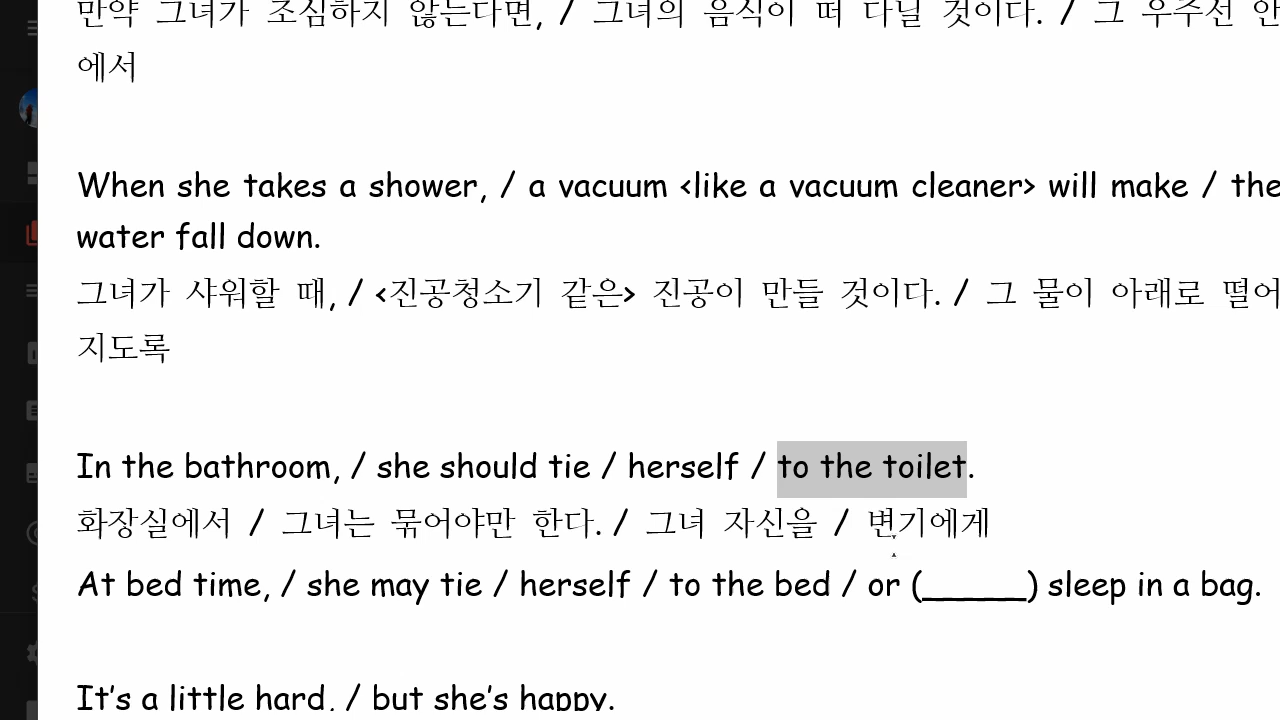 만약 그녀가 조심하지 않는다면, / 그녀의 음식이 떠 다닐 것이다. / 그 우주선 안
에서
When she takes a shower, / a vacuum <like a vacuum cleaner> will make / the
water fall down.
그녀가 샤워할 때, / <진공청소기 같은> 진공이 만들 것이다. / 그 물이 아래로 떨어
지도록
In the bathroom, / she should tie / herself / to the toilet.
화장실에서 / 그녀는 묶어야만 한다. / 그녀 자신을 / 변기에게
At bed time, / she may tie / herself / to the bed / or (______) sleep in a bag.
It's a little hard, / but she's happy.